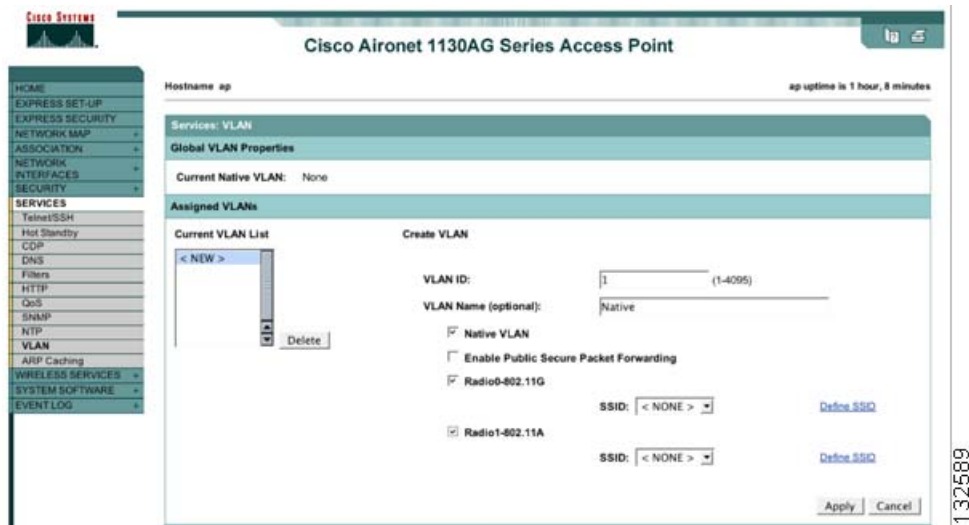 CISCO SYSTEMS
Cisco Aironet 1130AG Series Access Point
Hostname ap
ap uptime is 1 hour, 8 minutes
HOME
EXPRESS SET-UP
EXPRESS SECURITY
NETWORK MAP +
ASSOCIATION +
NETWORK INTERFACES +
SECURITY +
SERVICES
Telnet/SSH
Hot Standby
CDP
DNS
Filters
HTTP
QoS
SNMP
NTP
VLAN
ARP Caching
WIRELESS SERVICES +
SYSTEM SOFTWARE +
EVENT LOG +
Services: VLAN
Global VLAN Properties
Current Native VLAN: None
Assigned VLANs
Current VLAN List
< NEW >
Delete
Create VLAN
VLAN ID: 1 (1-4095)
VLAN Name (optional): Native
Native VLAN
Enable Public Secure Packet Forwarding
Radio0-802.11G
SSID: < NONE > Define SSID
Radio1-802.11A
SSID: < NONE > Define SSID
Apply Cancel
132589